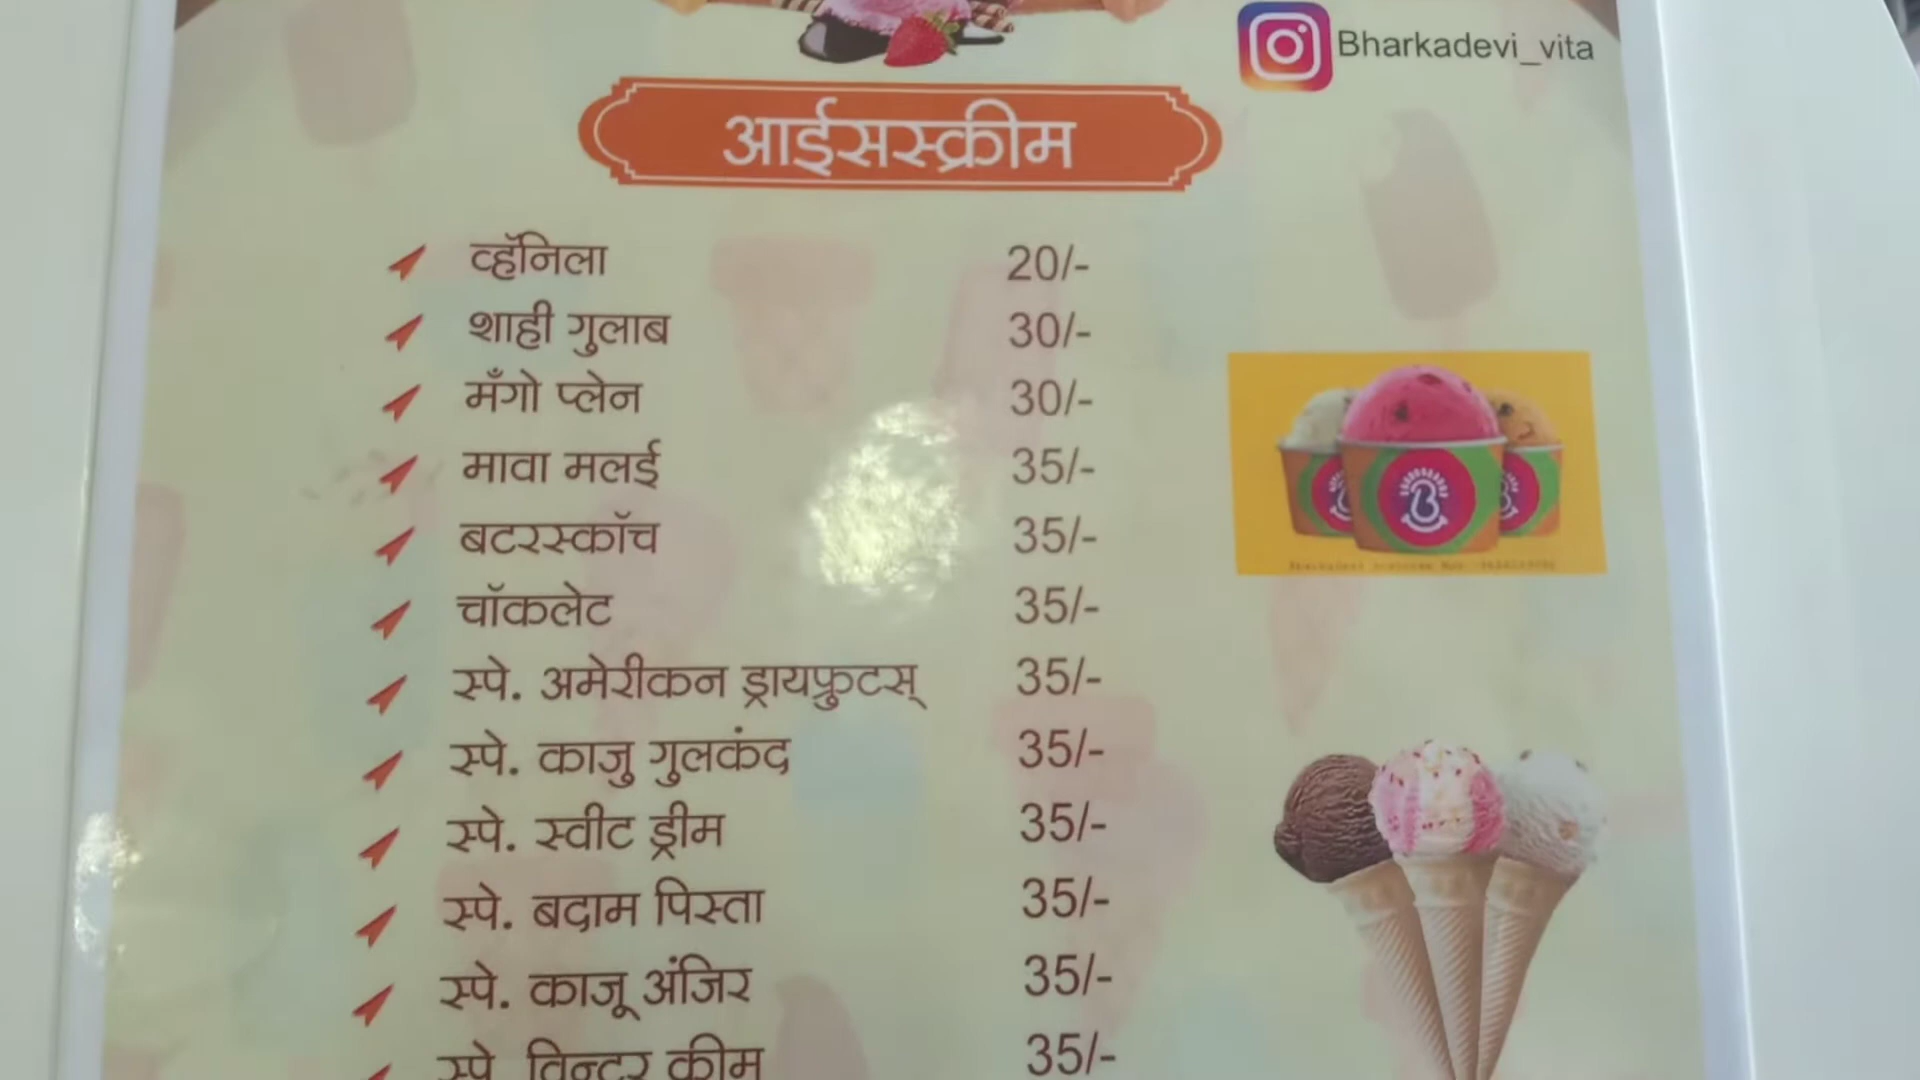 Bharkadevi_vita
आईसस्क्रीम
व्हॅनिला 20/-
शाही गुलाब 30/-
मँगो प्लेन 30/-
मावा मलई 35/-
बटरस्कॉच 35/-
चॉकलेट 35/-
स्पे. अमेरीकन ड्रायफ्रुटस् 35/-
स्पे. काजु गुलकंद 35/-
स्पे. स्वीट ड्रीम 35/-
स्पे. बदाम पिस्ता 35/-
स्पे. काजू अंजिर 35/-
स्पे. विन्टर क्रीम 35/-